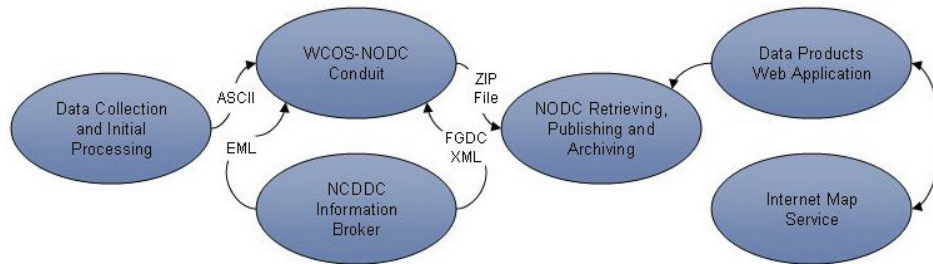 WCOS-NODC
Conduit
Data Products
Web Application
ZIP
File
ASCII
Data Collection
and Initial
Processing
NODC Retrieving,
Publishing and
Archiving
EML
FGDC
XML
NCDDC
Information
Broker
Internet Map
Service